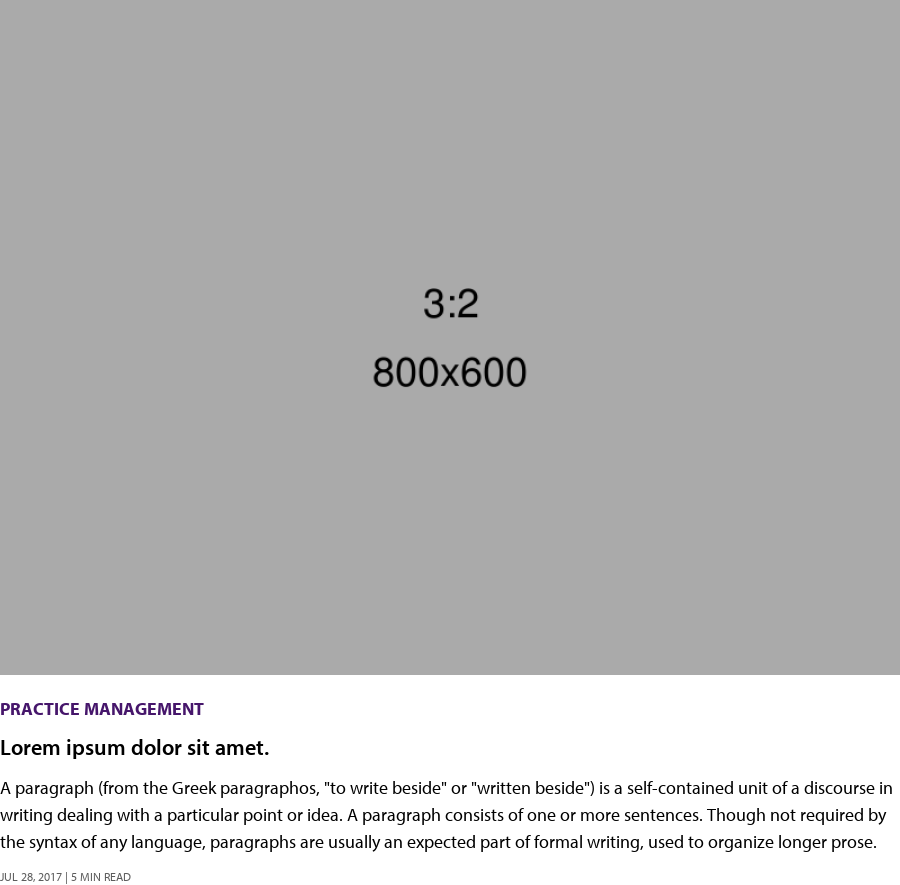 3:2
800x600
PRACTICE MANAGEMENT
Lorem ipsum dolor sit amet.
A paragraph (from the Greek paragraphos, "to write beside" or "written beside") is a self-contained unit of a discourse in
writing dealing with a particular point or idea. A paragraph consists of one or more sentences. Though not required by
the syntax of any language, paragraphs are usually an expected part of formal writing, used to organize longer prose.
JUL 28, 2017 | 5 MIN READ